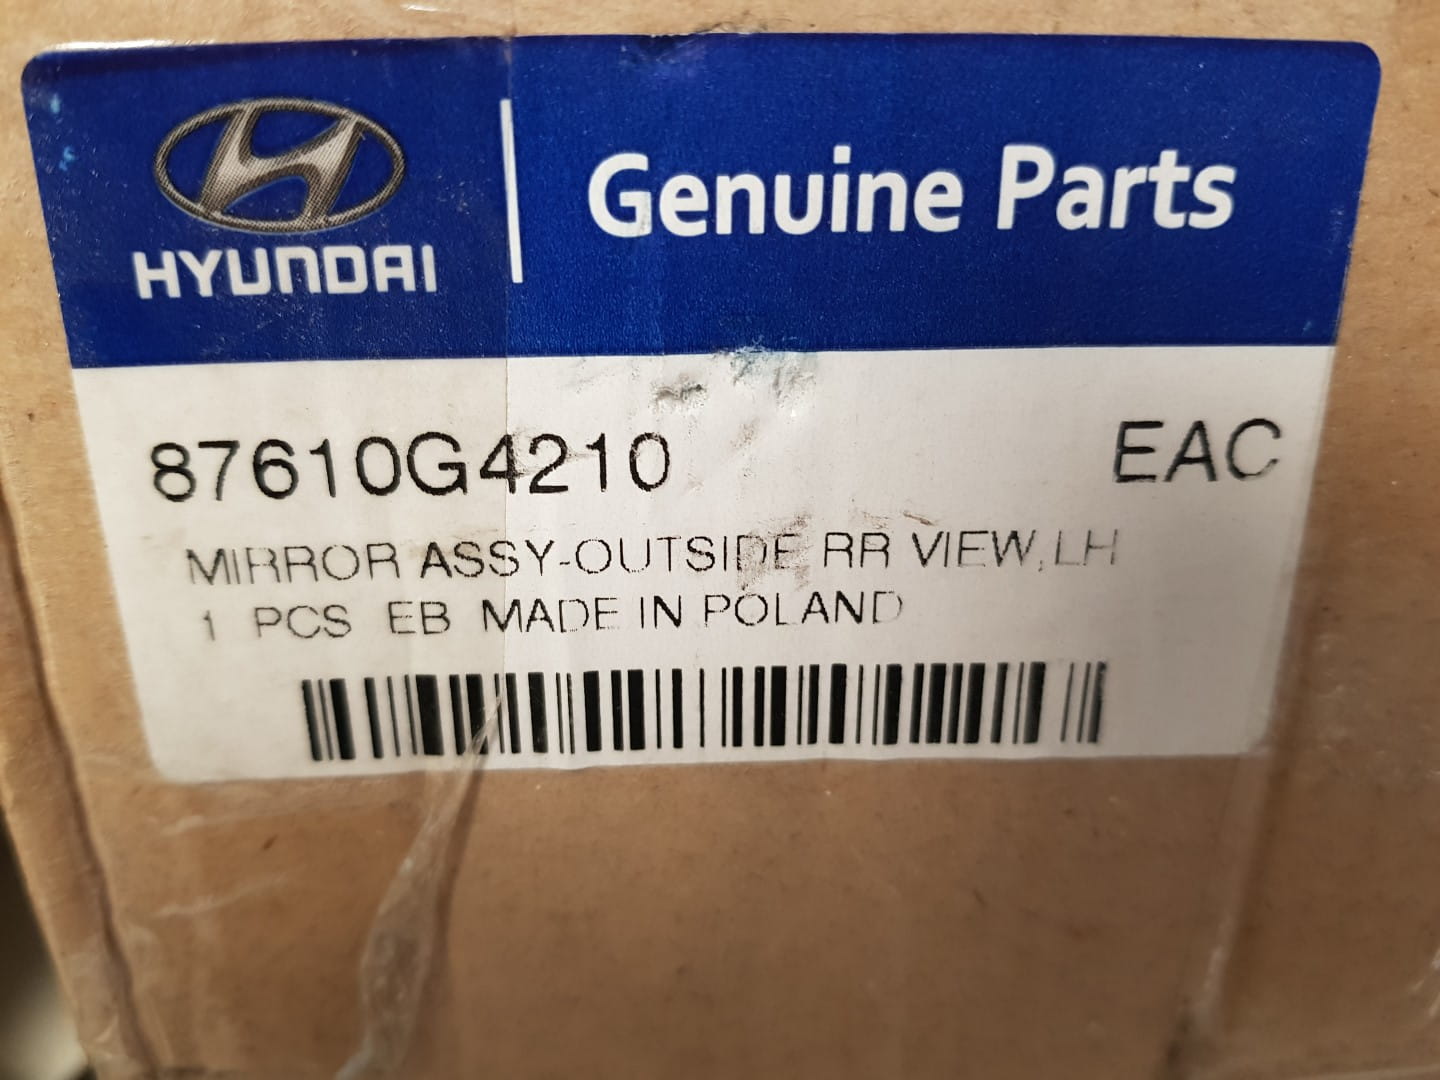 HYUNDAI
Genuine Parts
87610G4210 EAC
MIRROR ASSY-OUTSIDE RR VIEW,LH
1 PCS EB MADE IN POLAND